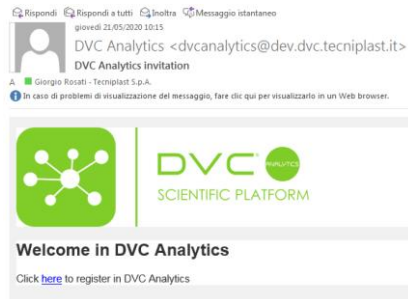 Rispondi Rispondi a tutti Inoltra Messaggio istantaneo
giovedì 21/05/2020 10:15
DVC Analytics <dvcanalytics@dev.dvc.tecniplast.it>
DVC Analytics invitation
A Giorgio Rosati - Tecniplast S.p.A.
In caso di problemi di visualizzazione del messaggio, fare clic qui per visualizzarlo in un Web browser.
DVC ANALYTICS
SCIENTIFIC PLATFORM
Welcome in DVC Analytics
Click here to register in DVC Analytics